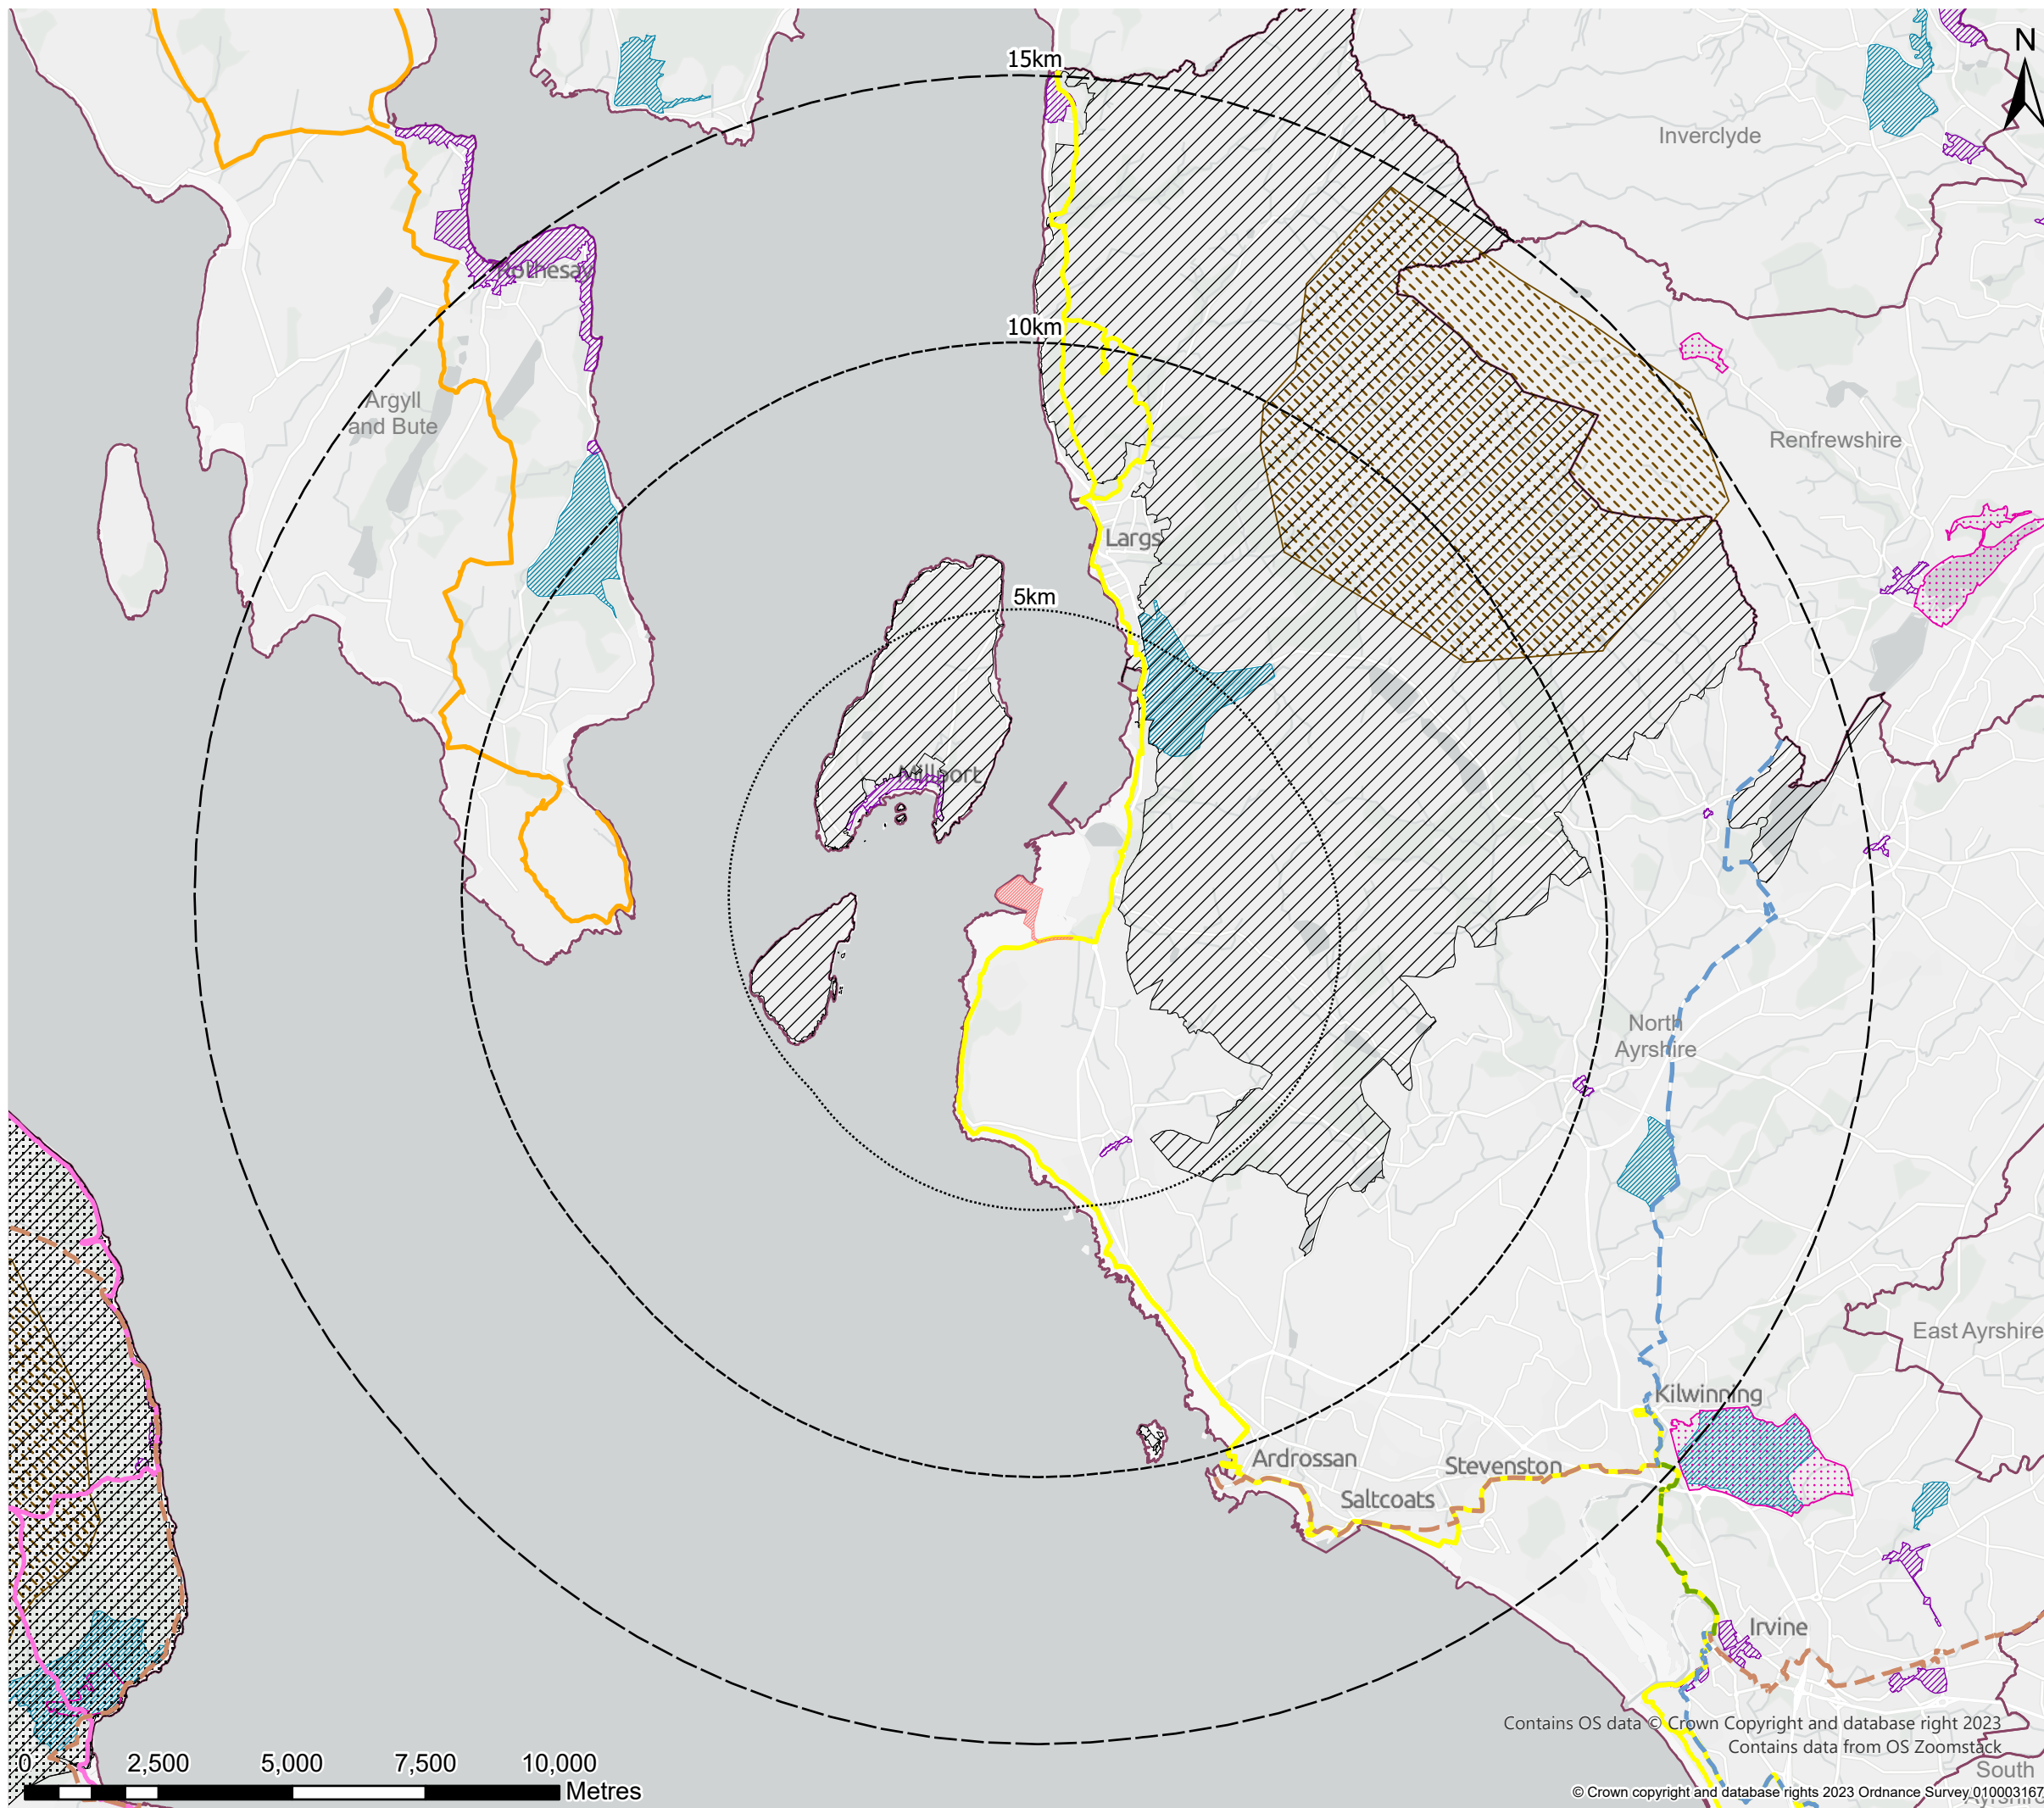 N
15km
Inverclyde
Rothesay
10km
Argyll
and Bute
Renfrewshire
Largs
5km
Millport
North
Ayrshire
East Ayrshire
Kilwinning
Ardrossan
Stevenston
Saltcoats
Irvine
Contains OS data © Crown Copyright and database right 2023
Contains data from OS Zoomstack
South
Ayrshire
© Crown copyright and database rights 2023 Ordnance Survey 010003167
0 2,500 5,000 7,500 10,000
Metres